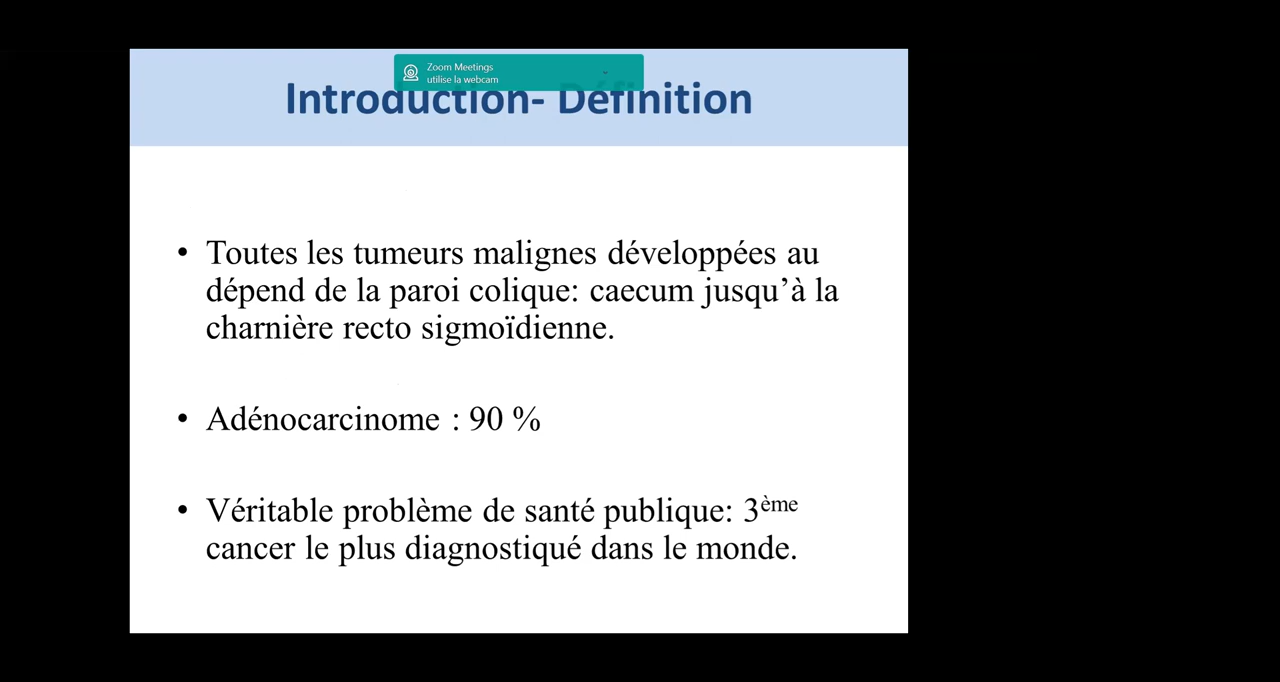 Zoom Meetings
utilise la webcam
Introduction- Définition
• Toutes les tumeurs malignes développées au
dépend de la paroi colique: caecum jusqu’à la
charnière recto sigmoïdienne.
• Adénocarcinome : 90 %
• Véritable problème de santé publique: 3ème
cancer le plus diagnostiqué dans le monde.